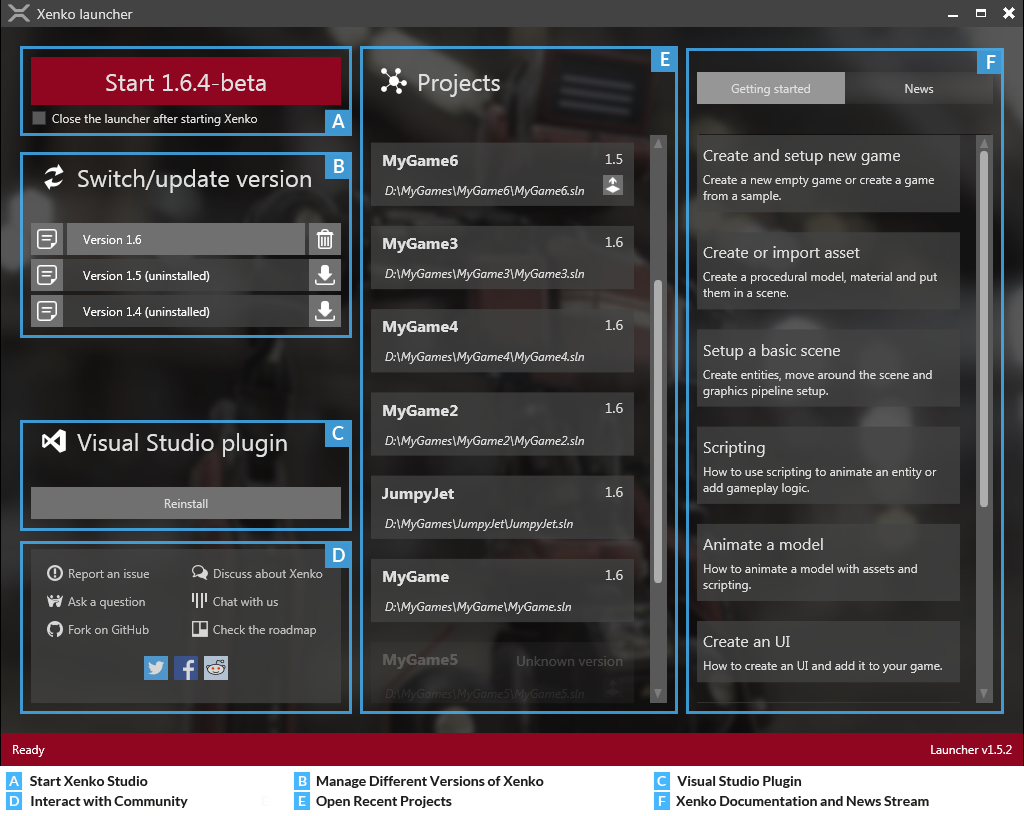 Xenko launcher
Start 1.6.4-beta
Close the launcher after starting Xenko
A
B
Switch/update version
Version 1.6
Version 1.5 (uninstalled)
Version 1.4 (uninstalled)
C
Visual Studio plugin
Reinstall
D
Report an issue
Discuss about Xenko
Ask a question
Chat with us
Fork on GitHub
Check the roadmap
E
Projects
MyGame6 1.5
D:\MyGames\MyGame6\MyGame6.sln
MyGame3 1.6
D:\MyGames\MyGame3\MyGame3.sln
MyGame4 1.6
D:\MyGames\MyGame4\MyGame4.sln
MyGame2 1.6
D:\MyGames\MyGame2\MyGame2.sln
JumpyJet 1.6
D:\MyGames\JumpyJet\JumpyJet.sln
MyGame 1.6
D:\MyGames\MyGame\MyGame.sln
MyGame5 Unknown version
D:\MyGames\MyGame5\MyGame5.sln
F
Getting started News
Create and setup new game
Create a new empty game or create a game
from a sample.
Create or import asset
Create a procedural model, material and put
them in a scene.
Setup a basic scene
Create entities, move around the scene and
graphics pipeline setup.
Scripting
How to use scripting to animate an entity or
add gameplay logic.
Animate a model
How to animate a model with assets and
scripting.
Create an UI
How to create an UI and add it to your game.
Ready Launcher v1.5.2
A Start Xenko Studio B Manage Different Versions of Xenko C Visual Studio Plugin
D Interact with Community E Open Recent Projects F Xenko Documentation and News Stream